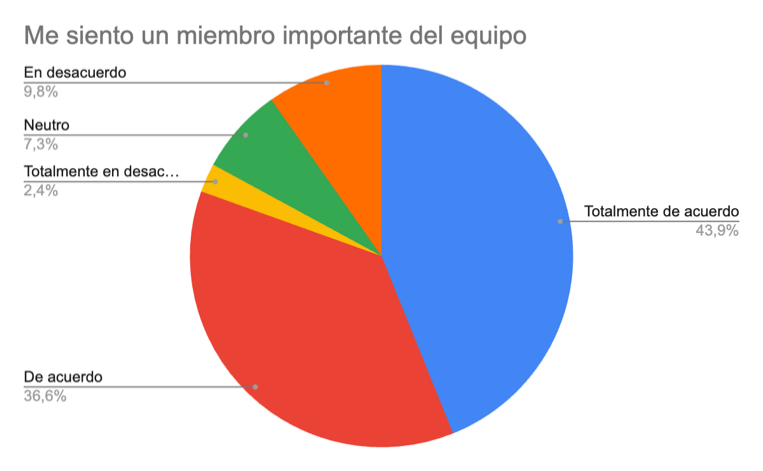 Me siento un miembro importante del equipo
En desacuerdo
9,8%
Neutro
7,3%
Totalmente en desac...
2,4%
Totalmente de acuerdo
43,9%
De acuerdo
36,6%